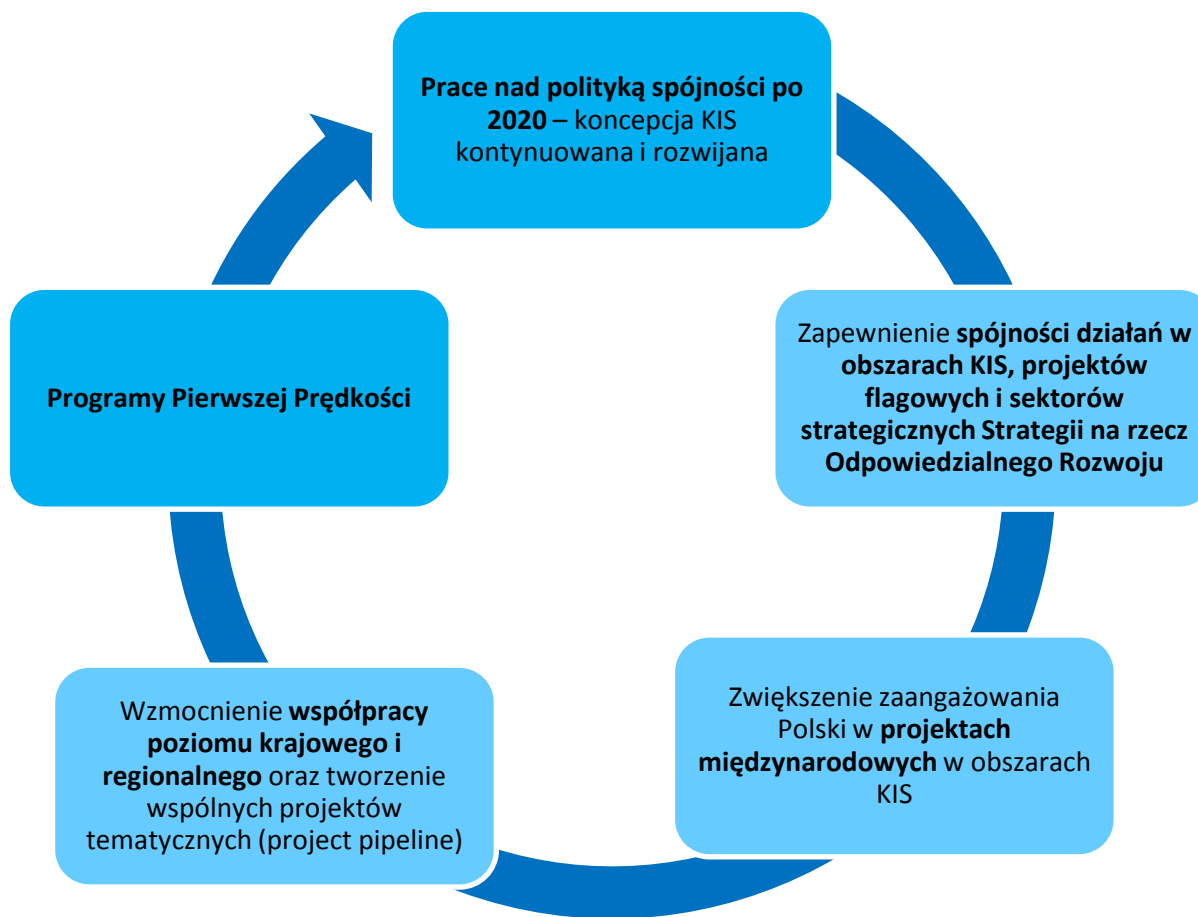 Prace nad polityką spójności po
2020 – koncepcja KIS
kontynuowana i rozwijana
Zapewnienie spójności działań w
obszarach KIS, projektów
flagowych i sektorów
strategicznych Strategii na rzecz
Odpowiedzialnego Rozwoju
Zwiększenie zaangażowania
Polski w projektach
międzynarodowych w obszarach
KIS
Wzmocnienie współpracy
poziomu krajowego i
regionalnego oraz tworzenie
wspólnych projektów
tematycznych (project pipeline)
Programy Pierwszej Prędkości